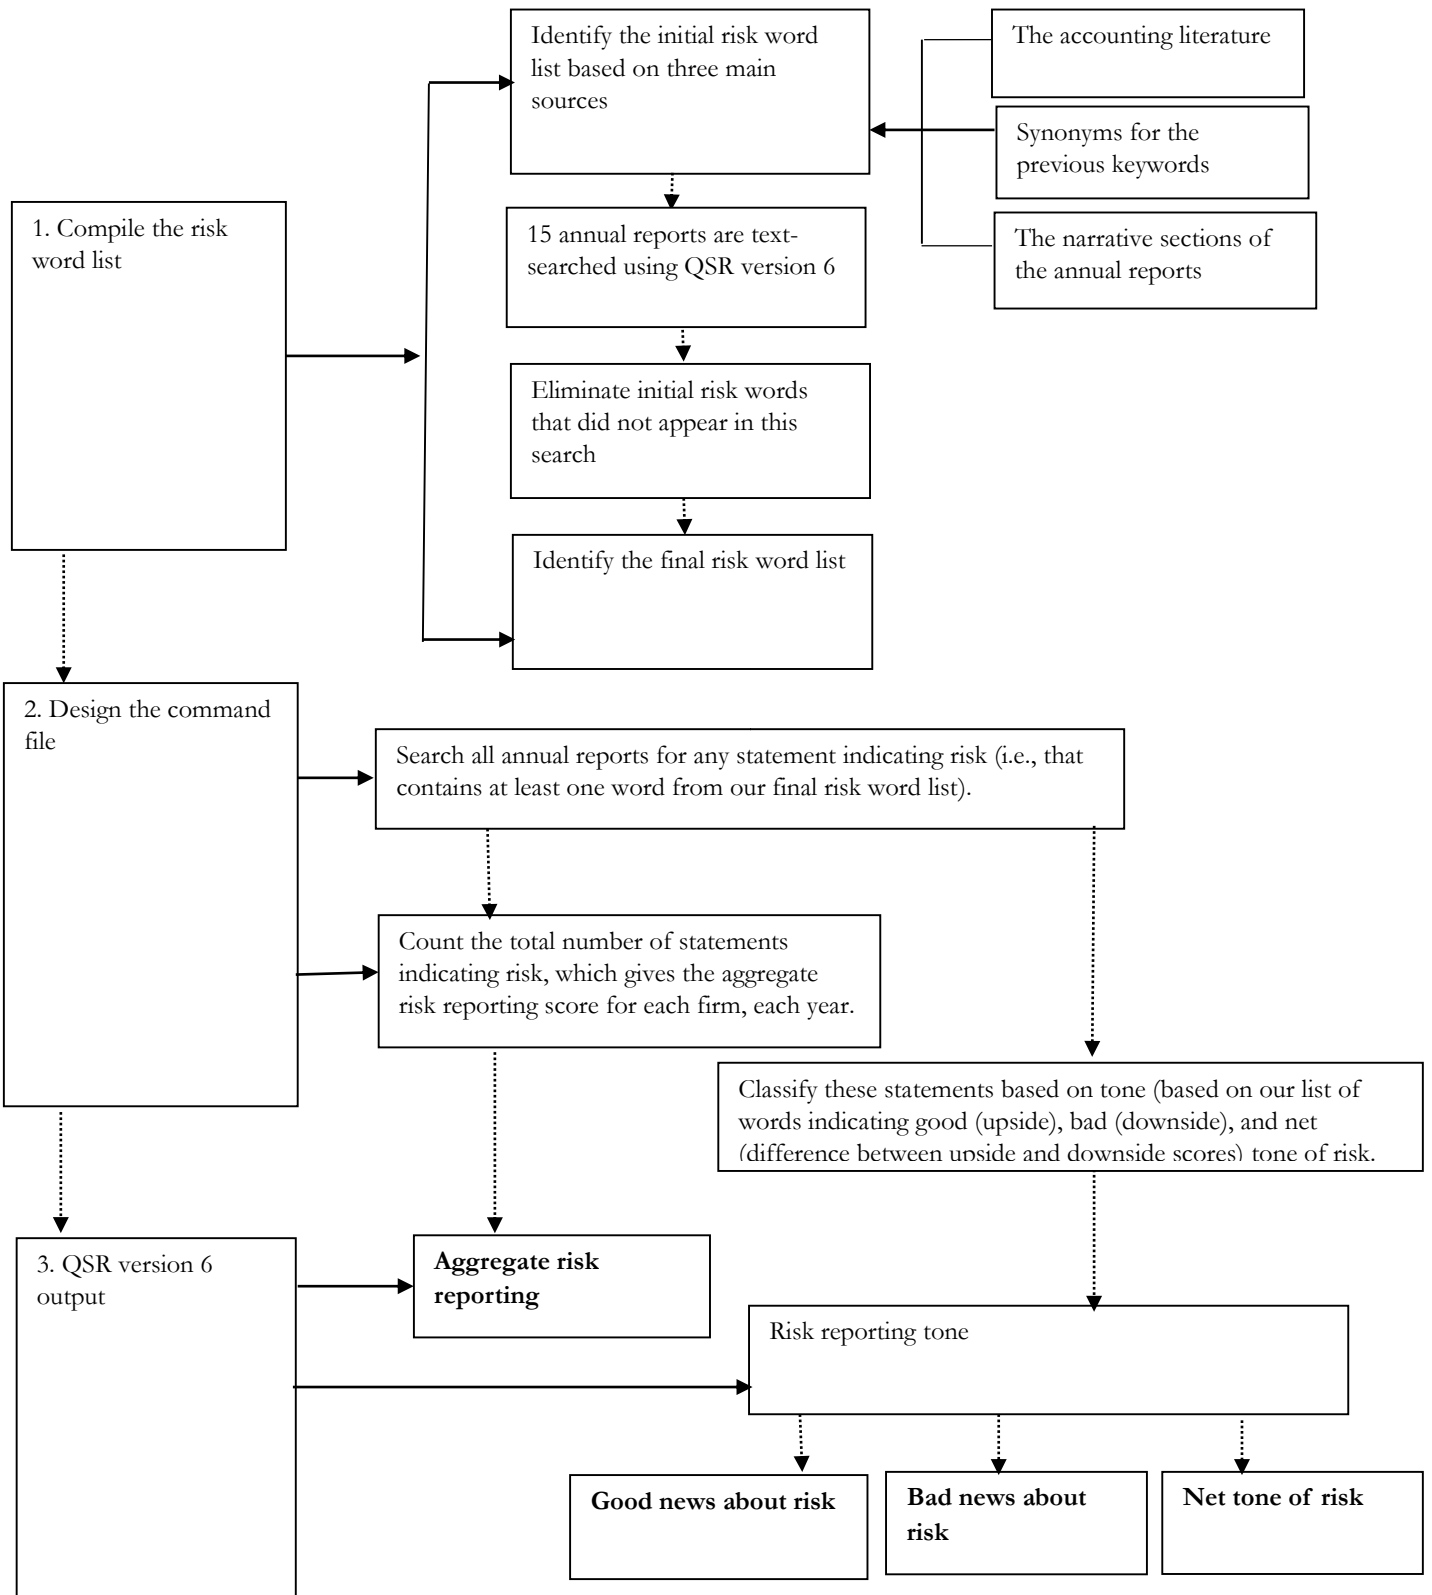 Identify the initial risk word
list based on three main
sources
The accounting literature
Synonyms for the
previous keywords
The narrative sections of
the annual reports
1. Compile the risk
word list
15 annual reports are text-
searched using QSR version 6
Eliminate initial risk words
that did not appear in this
search
Identify the final risk word list
2. Design the command
file
Search all annual reports for any statement indicating risk (i.e., that
contains at least one word from our final risk word list).
Count the total number of statements
indicating risk, which gives the aggregate
risk reporting score for each firm, each year.
Classify these statements based on tone (based on our list of
words indicating good (upside), bad (downside), and net
(difference between upside and downside scores) tone of risk.
3. QSR version 6
output
Aggregate risk
reporting
Risk reporting tone
Good news about risk
Bad news about
risk
Net tone of risk